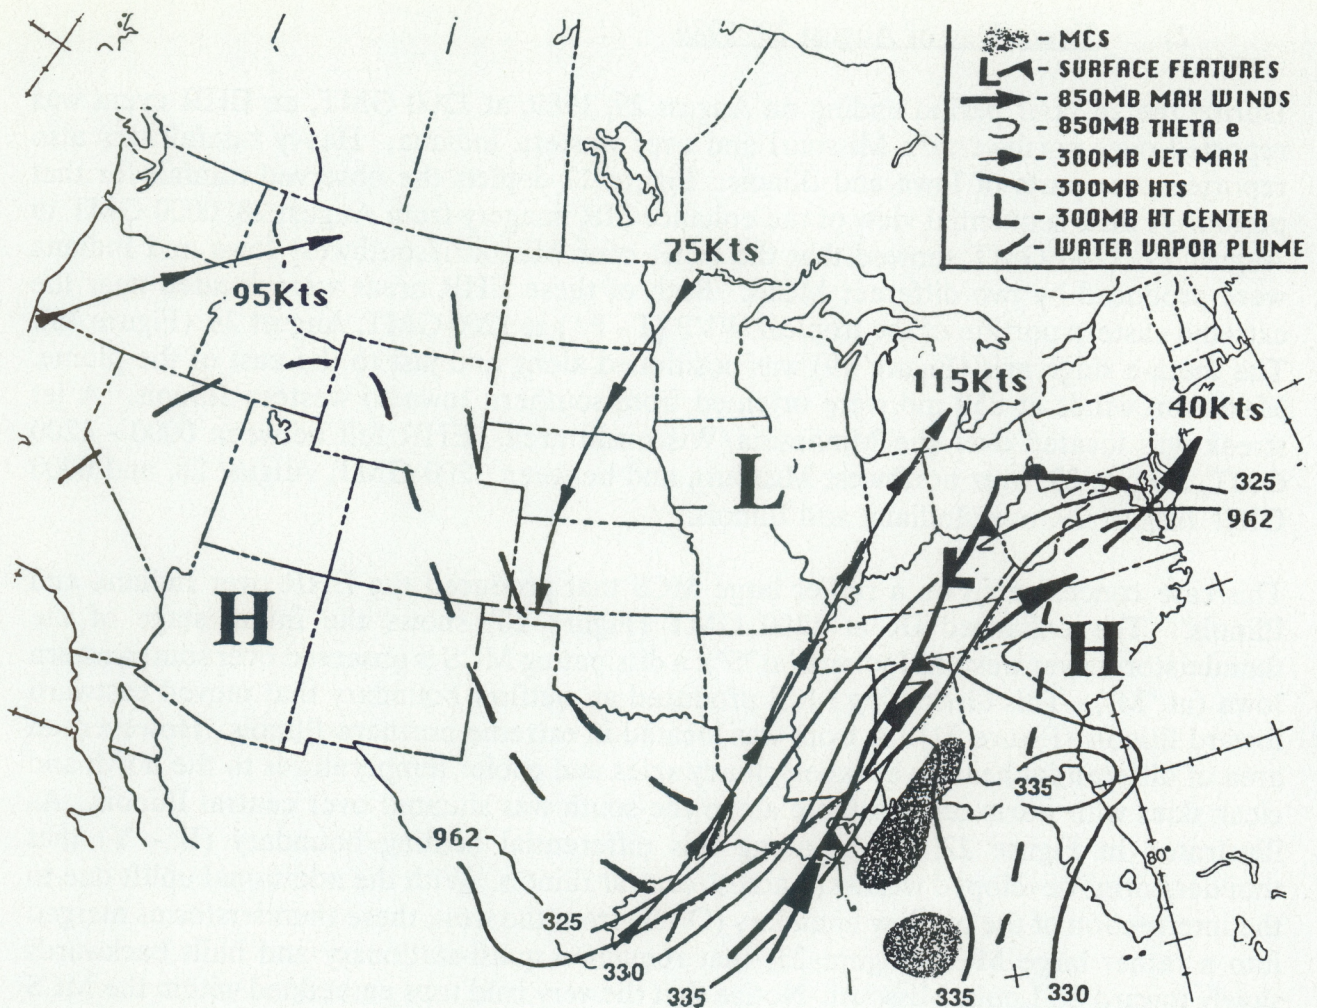 - MCS
L - SURFACE FEATURES
- 850MB MAX WINDS
- 850MB THETA e
- 300MB JET MAX
- 300MB HTS
L - 300MB HT CENTER
- WATER VAPOR PLUME
75Kts
95Kts
115Kts
40Kts
L
325
962
L
H
H
L
335
962
80°
325
330
335
335
330